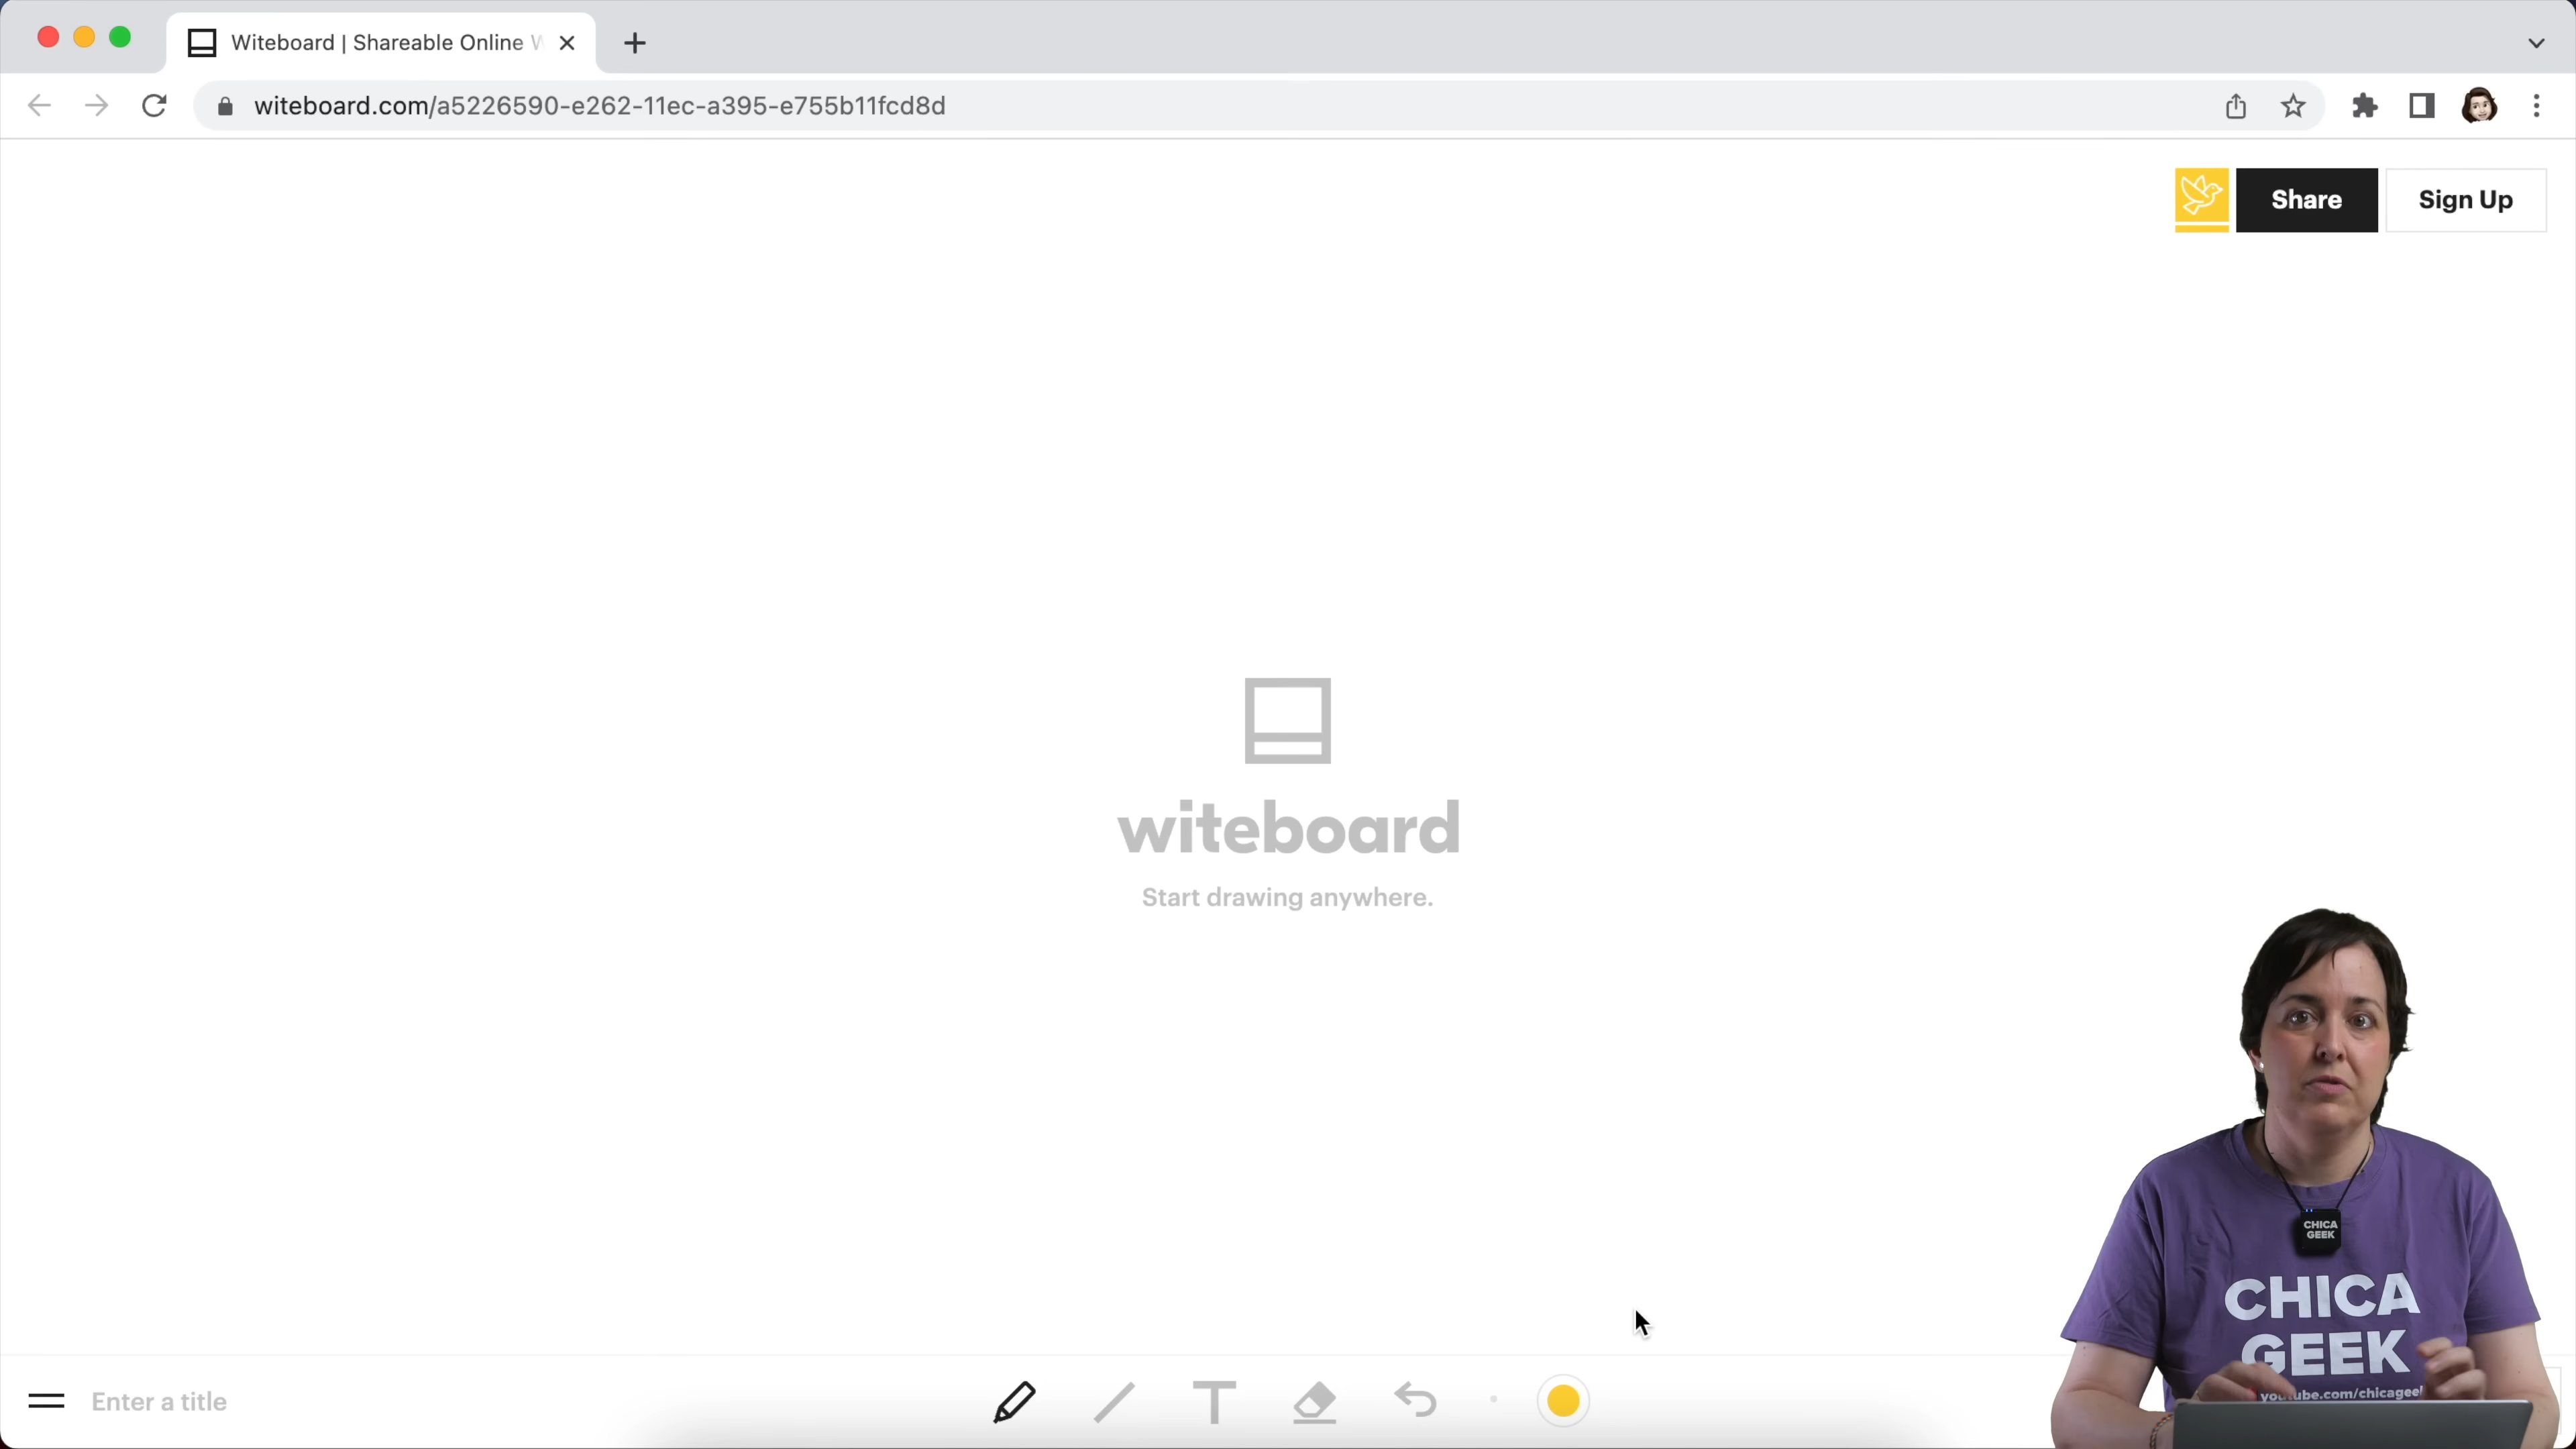 Witeboard | Shareable Online W
witeboard.com/a5226590-e262-11ec-a395-e755b11fcd8d
Share
Sign Up
witeboard
Start drawing anywhere.
CHICA
GEEK
CHICA
GEEK
youtube.com/chicageek
Enter a title
T